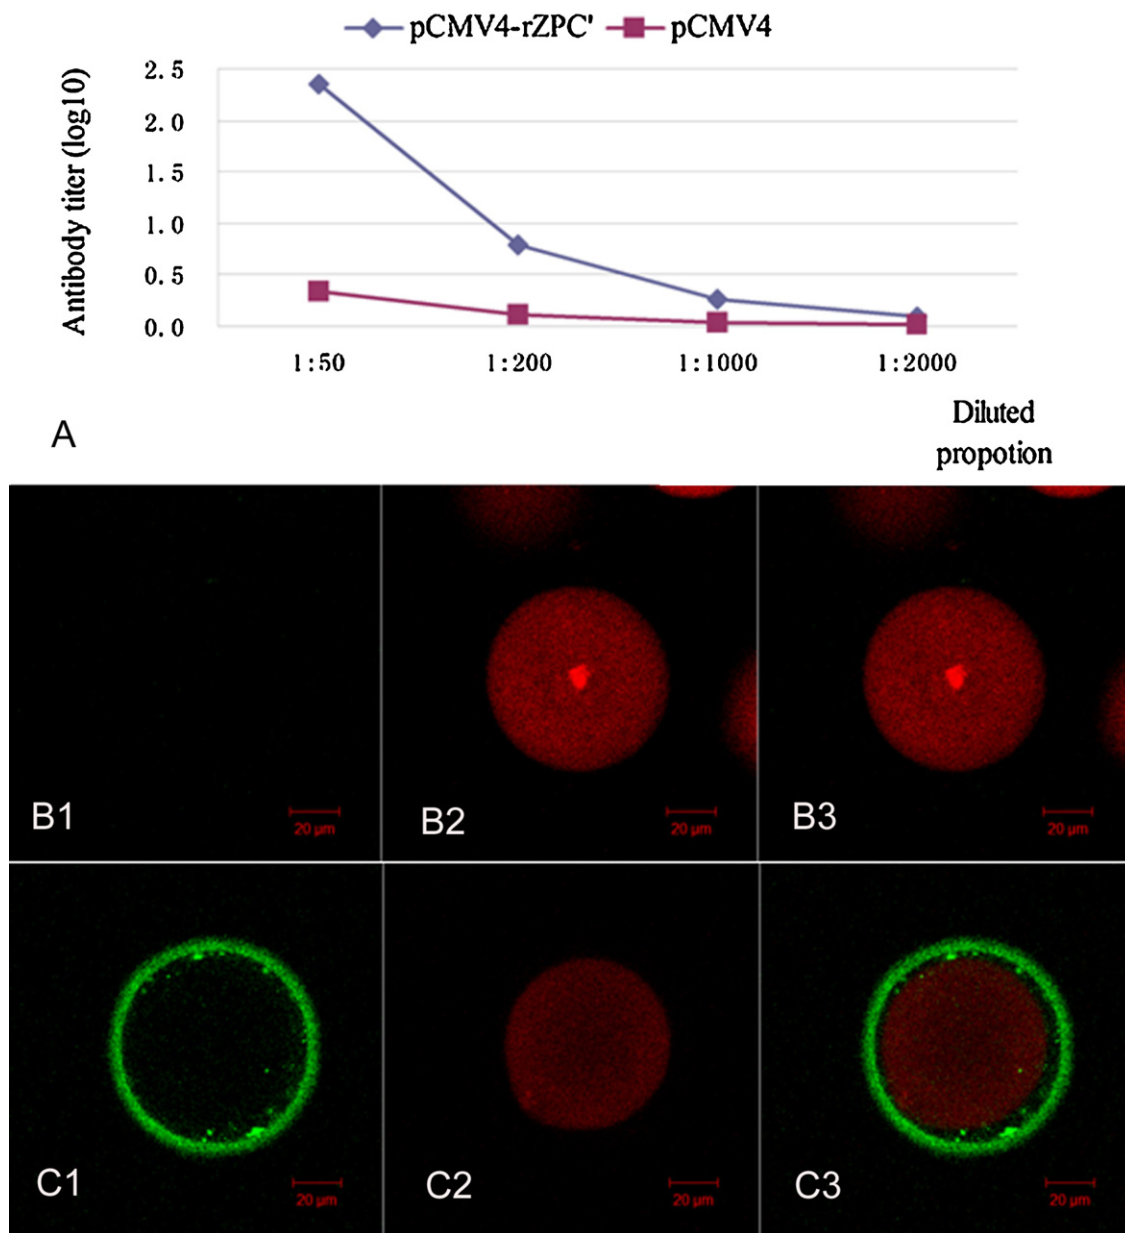 pCMV4-rZPC' pCMV4
Antibody titer (log10)
2.5
2.0
1.5
1.0
0.5
0.0
1:50 1:200 1:1000 1:2000
Diluted
propotion
A
B1 20 µm B2 20 µm B3 20 µm
C1 20 µm C2 20 µm C3 20 µm